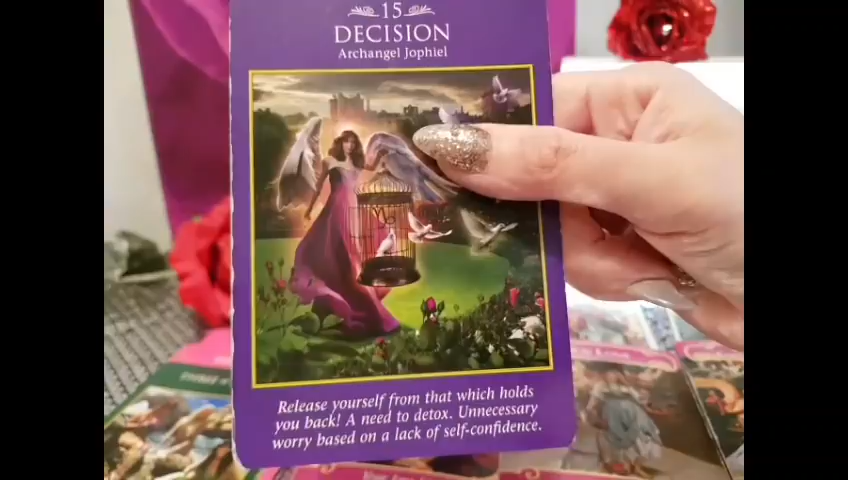 15
DECISION
Archangel Jophiel
Release yourself from that which holds
you back! A need to detox. Unnecessary
worry based on a lack of self-confidence.